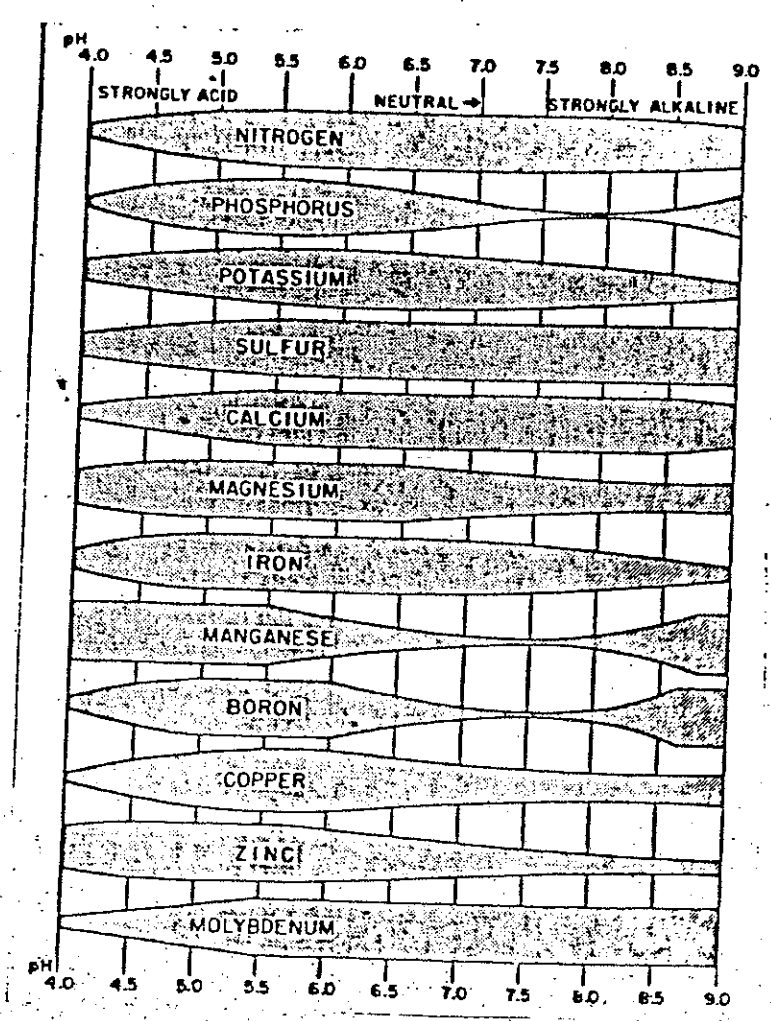 pH
4.0 4.5 5.0 5.5 6.0 6.5 7.0 7.5 8.0 8.5 9.0
STRONGLY ACID NEUTRAL → STRONGLY ALKALINE
NITROGEN
PHOSPHORUS
POTASSIUM
SULFUR
CALCIUM
MAGNESIUM
IRON
MANGANESE
BORON
COPPER
ZINC
MOLYBDENUM
pH
4.0 4.5 5.0 5.5 6.0 6.5 7.0 7.5 8.0 8.5 9.0